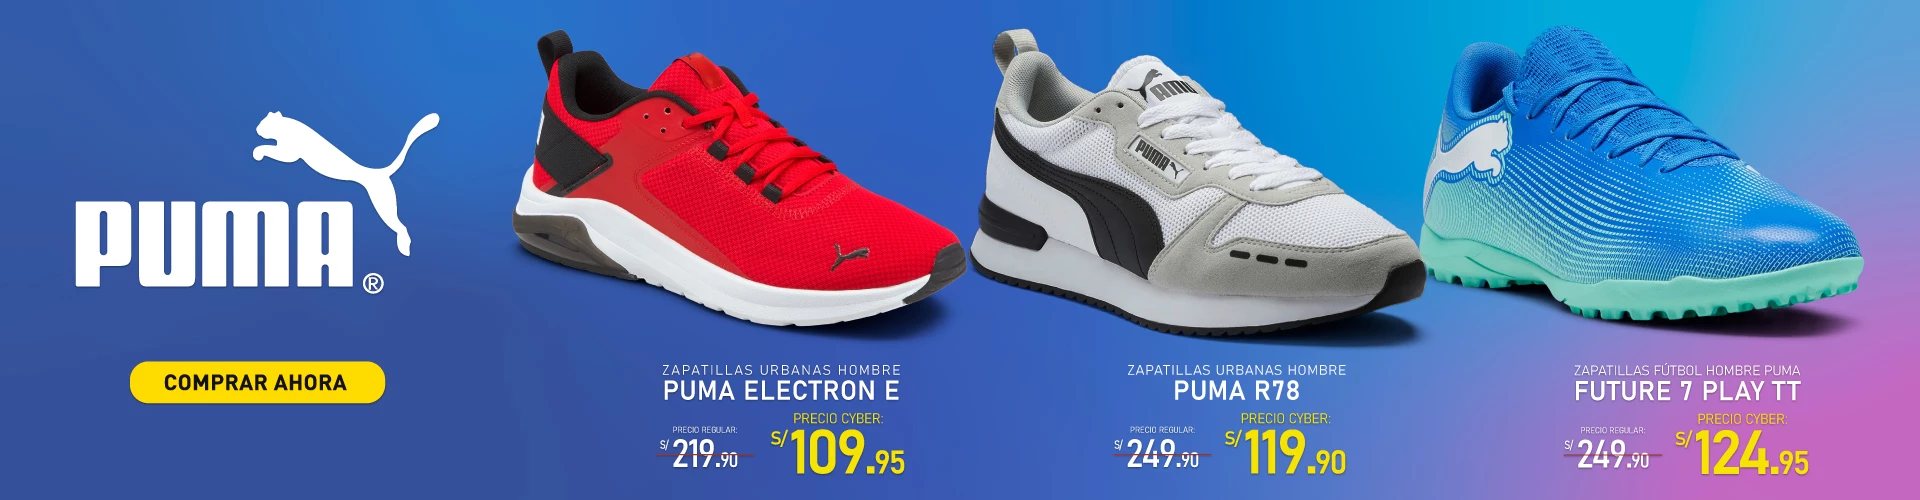 PUMA®
COMPRAR AHORA
PUMA
PUMA
ZAPATILLAS URBANAS HOMBRE
PUMA ELECTRON E
PRECIO REGULAR:
S/219.90
PRECIO CYBER:
S/109.95
ZAPATILLAS URBANAS HOMBRE
PUMA R78
PRECIO REGULAR:
S/249.90
PRECIO CYBER:
S/119.90
ZAPATILLAS FÚTBOL HOMBRE PUMA
FUTURE 7 PLAY TT
PRECIO REGULAR:
S/249.90
PRECIO CYBER:
S/124.95